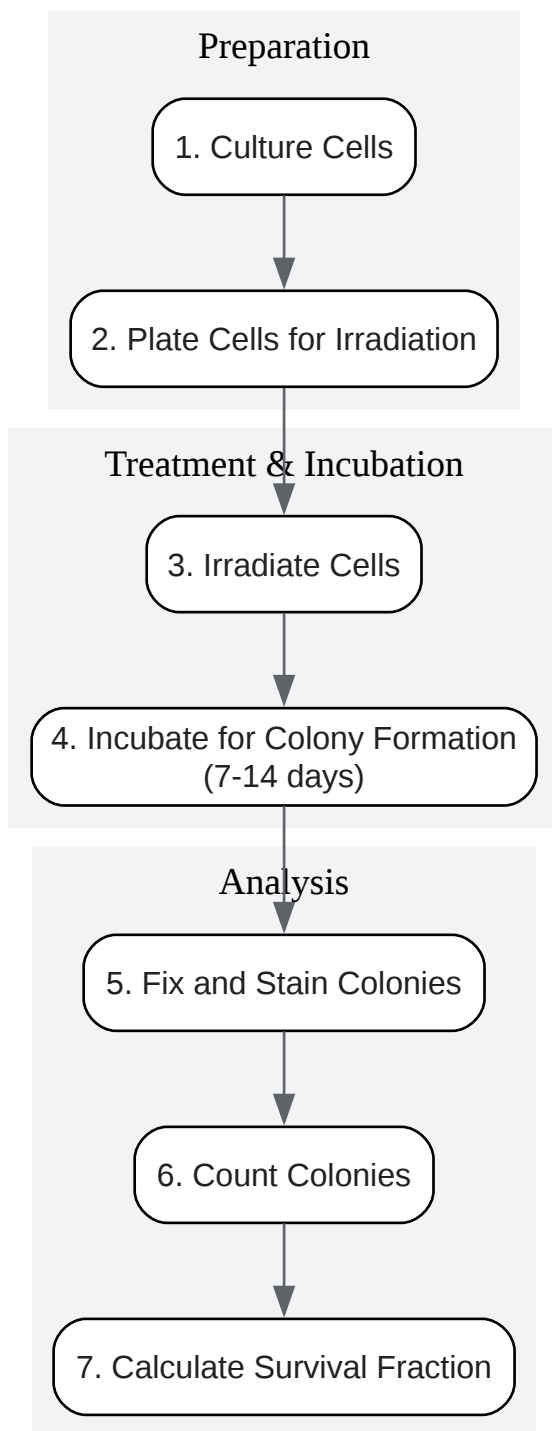 Preparation
1. Culture Cells
2. Plate Cells for Irradiation
Treatment & Incubation
3. Irradiate Cells
4. Incubate for Colony Formation
(7-14 days)
Analysis
5. Fix and Stain Colonies
6. Count Colonies
7. Calculate Survival Fraction